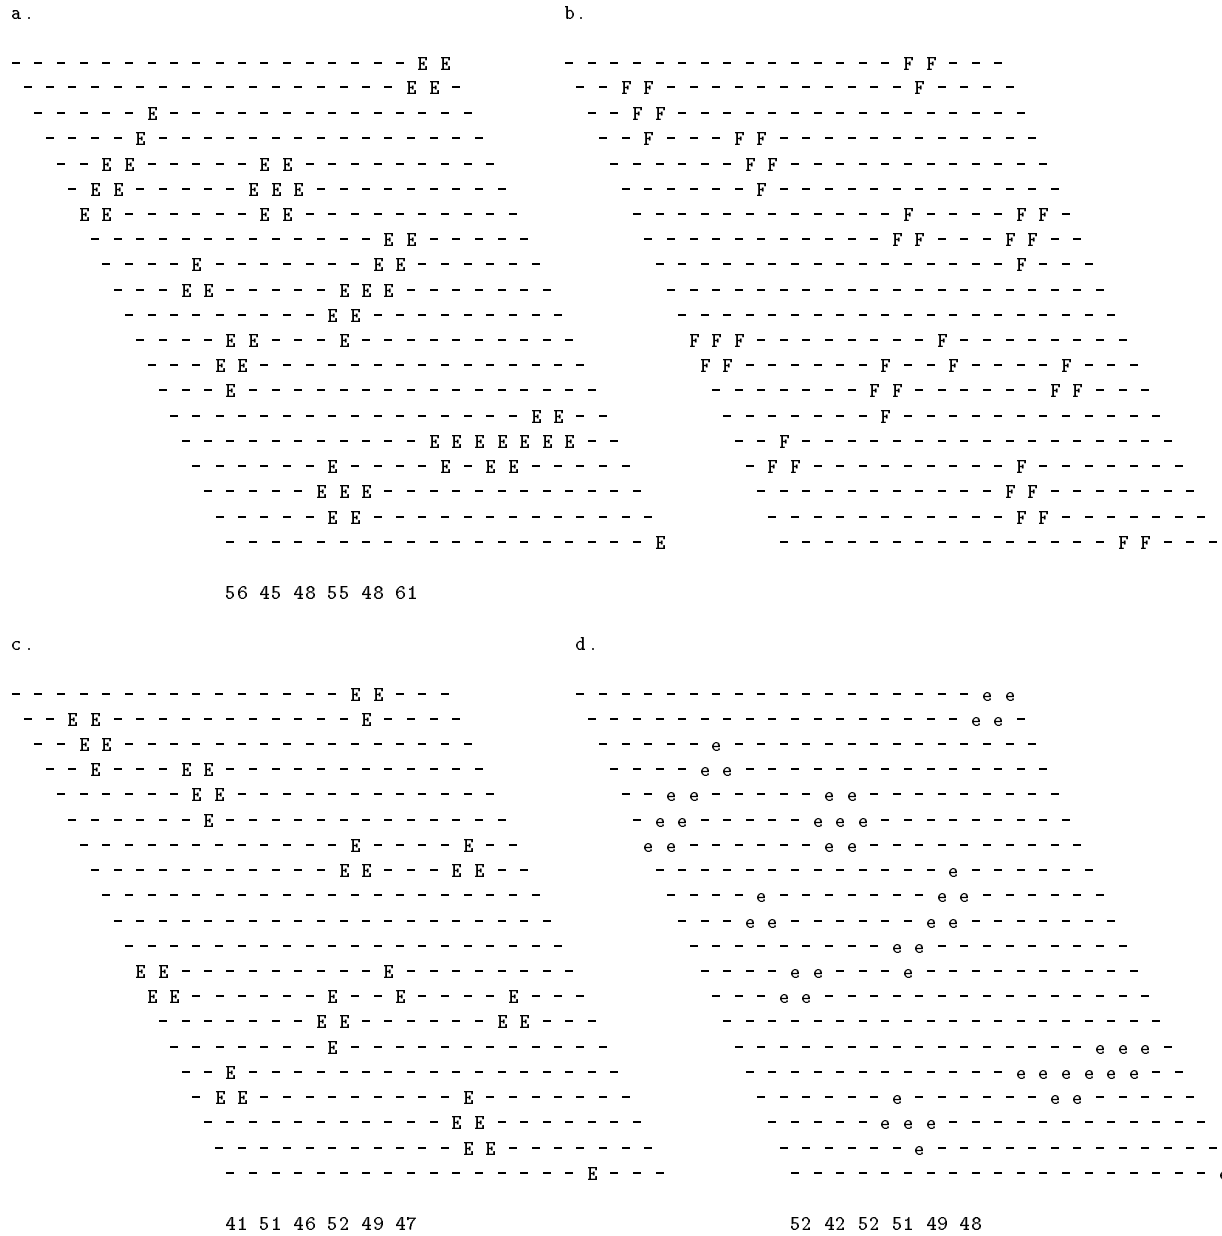 a.
- - - - - - - - - - - - - - - - - - E E
- - - - - - - - - - - - - - - - - E E -
- - - - - E - - - - - - - - - - - - - -
- - - - E - - - - - - - - - - - - - - -
- - E E - - - - - E E - - - - - - - - -
- E E - - - - - E E E - - - - - - - - -
E E - - - - - - E E - - - - - - - - - -
- - - - - - - - - - - - - E E - - - - -
- - - - E - - - - - - - E E - - - - - -
- - - E E - - - - - E E E - - - - - - -
- - - - - - - - - E E - - - - - - - - -
- - - - E E - - - E - - - - - - - - - -
- - - E E - - - - - - - - - - - - - - -
- - - E - - - - - - - - - - - - - - - -
- - - - - - - - - - - - - - - - E E - -
- - - - - - - - - - - E E E E E E E - -
- - - - - - E - - - - E - E E - - - - -
- - - - - E E E - - - - - - - - - - - -
- - - - - E E - - - - - - - - - - - - -
- - - - - - - - - - - - - - - - - - - E
56 45 48 55 48 61
b.
- - - - - - - - - - - - - - - F F - - -
- - F F - - - - - - - - - - - F - - - -
- - F F - - - - - - - - - - - - - - - -
- - F - - - F F - - - - - - - - - - - -
- - - - - - F F - - - - - - - - - - - -
- - - - - - F - - - - - - - - - - - - -
- - - - - - - - - - - - F - - - - F F -
- - - - - - - - - - - F F - - - F F - -
- - - - - - - - - - - - - - - - F - - -
- - - - - - - - - - - - - - - - - - - -
- - - - - - - - - - - - - - - - - - - -
F F F - - - - - - - - F - - - - - - - -
F F - - - - - - F - - F - - - - F - - -
- - - - - - - F F - - - - - - F F - - -
- - - - - - - F - - - - - - - - - - - -
- - F - - - - - - - - - - - - - - - - -
- F F - - - - - - - - - F - - - - - - -
- - - - - - - - - - - F F - - - - - - -
- - - - - - - - - - - F F - - - - - - -
- - - - - - - - - - - - - - - F F - - -
c.
- - - - - - - - - - - - - - - E E - - -
- - E E - - - - - - - - - - - E - - - -
- - E E - - - - - - - - - - - - - - - -
- - E - - - E E - - - - - - - - - - - -
- - - - - - E E - - - - - - - - - - - -
- - - - - - E - - - - - - - - - - - - -
- - - - - - - - - - - - E - - - - E - -
- - - - - - - - - - - E E - - - E E - -
- - - - - - - - - - - - - - - - - - - -
- - - - - - - - - - - - - - - - - - - -
- - - - - - - - - - - - - - - - - - - -
E E - - - - - - - - - E - - - - - - - -
E E - - - - - - E - - E - - - - E - - -
- - - - - - - E E - - - - - - E E - - -
- - - - - - - E - - - - - - - - - - - -
- - E - - - - - - - - - - - - - - - - -
- E E - - - - - - - - - E - - - - - - -
- - - - - - - - - - - E E - - - - - - -
- - - - - - - - - - - E E - - - - - - -
- - - - - - - - - - - - - - - - E - - -
41 51 46 52 49 47
d.
- - - - - - - - - - - - - - - - - - e e
- - - - - - - - - - - - - - - - - e e -
- - - - - e - - - - - - - - - - - - - -
- - - - e e - - - - - - - - - - - - - -
- - e e - - - - - e e - - - - - - - - -
- e e - - - - - e e e - - - - - - - - -
e e - - - - - - e e - - - - - - - - - -
- - - - - - - - - - - - - e - - - - - -
- - - - e - - - - - - - e e - - - - - -
- - - e e - - - - - - e e - - - - - - -
- - - - - - - - - e e - - - - - - - - -
- - - - e e - - - e - - - - - - - - - -
- - - e e - - - - - - - - - - - - - - -
- - - - - - - - - - - - - - - - - - - -
- - - - - - - - - - - - - - - - e e e -
- - - - - - - - - - - - e e e e e e - -
- - - - - - e - - - - - - e e - - - - -
- - - - - e e e - - - - - - - - - - - -
- - - - - - e - - - - - - - - - - - - -
- - - - - - - - - - - - - - - - - - - e
52 42 52 51 49 48